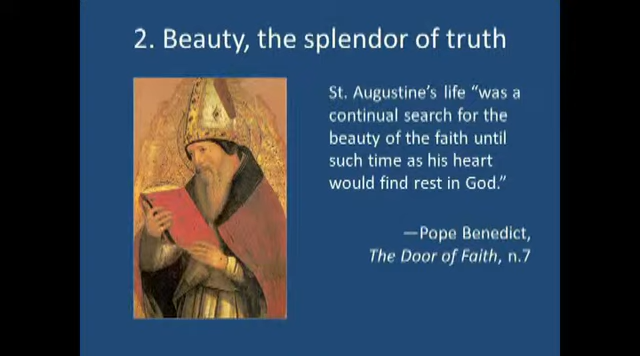 2. Beauty, the splendor of truth
St. Augustine's life “was a
continual search for the
beauty of the faith until
such time as his heart
would find rest in God.”
—Pope Benedict,
The Door of Faith, n.7